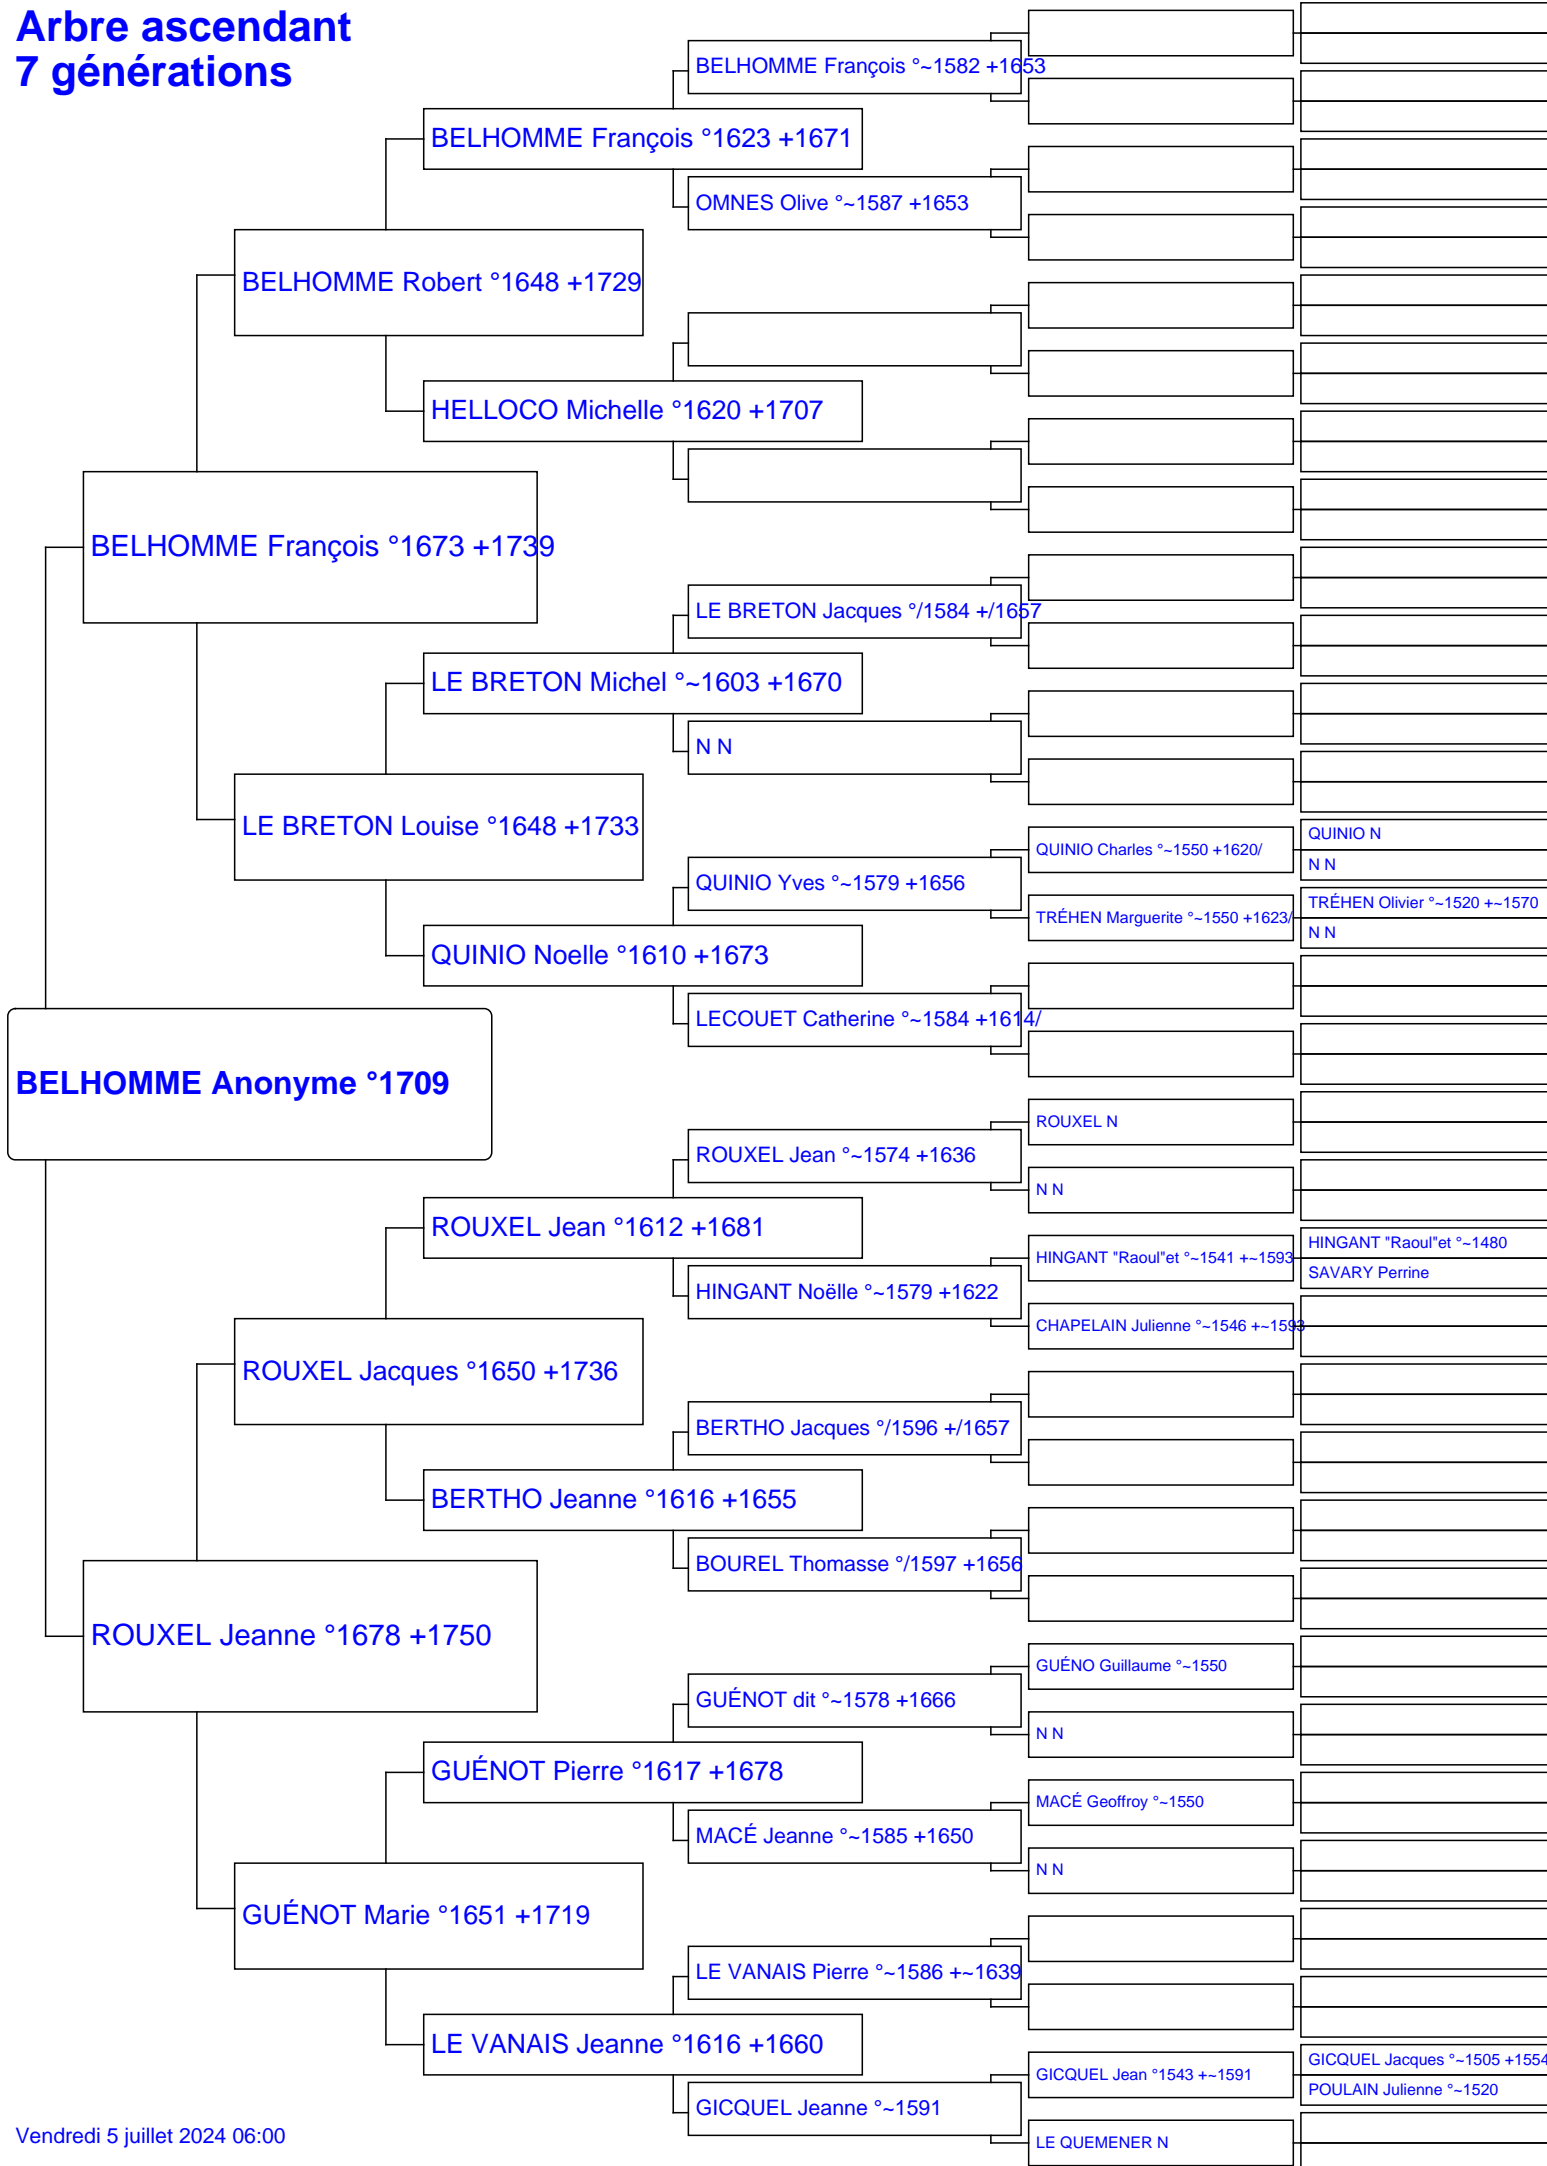 Arbre ascendant
7 générations
BELHOMME François °~1582 +1653
BELHOMME François °1623 +1671
OMNES Olive °~1587 +1653
BELHOMME Robert °1648 +1729
HELLOCO Michelle °1620 +1707
BELHOMME François °1673 +1739
LE BRETON Jacques °/1584 +/1657
LE BRETON Michel °~1603 +1670
N N
LE BRETON Louise °1648 +1733
QUINIO N
QUINIO Charles °~1550 +1620/
N N
QUINIO Yves °~1579 +1656
TRÉHEN Olivier °~1520 +~1570
TRÉHEN Marguerite °~1550 +1623/
N N
QUINIO Noelle °1610 +1673
LECOUET Catherine °~1584 +1614/
BELHOMME Anonyme °1709
ROUXEL N
ROUXEL Jean °~1574 +1636
N N
ROUXEL Jean °1612 +1681
HINGANT "Raoul"et °~1480
HINGANT "Raoul"et °~1541 +~1593
SAVARY Perrine
HINGANT Noëlle °~1579 +1622
CHAPELAIN Julienne °~1546 +~1593
ROUXEL Jacques °1650 +1736
BERTHO Jacques °/1596 +/1657
BERTHO Jeanne °1616 +1655
BOUREL Thomasse °/1597 +1656
ROUXEL Jeanne °1678 +1750
GUÉNO Guillaume °~1550
GUÉNOT dit °~1578 +1666
N N
GUÉNOT Pierre °1617 +1678
MACÉ Geoffroy °~1550
MACÉ Jeanne °~1585 +1650
N N
GUÉNOT Marie °1651 +1719
LE VANAIS Pierre °~1586 +~1639
LE VANAIS Jeanne °1616 +1660
GICQUEL Jacques °~1505 +1554
GICQUEL Jean °1543 +~1591
POULAIN Julienne °~1520
GICQUEL Jeanne °~1591
LE QUEMENER N
Vendredi 5 juillet 2024 06:00